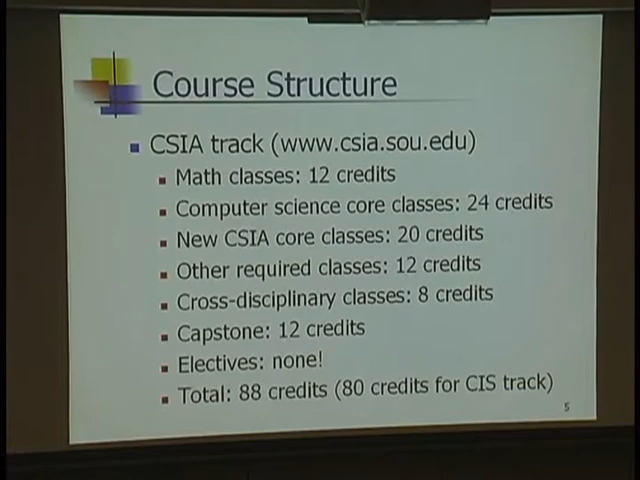 Course Structure
CSIA track (www.csia.sou.edu)
Math classes: 12 credits
Computer science core classes: 24 credits
New CSIA core classes: 20 credits
Other required classes: 12 credits
Cross-disciplinary classes: 8 credits
Capstone: 12 credits
Electives: none!
Total: 88 credits (80 credits for CIS track)
5